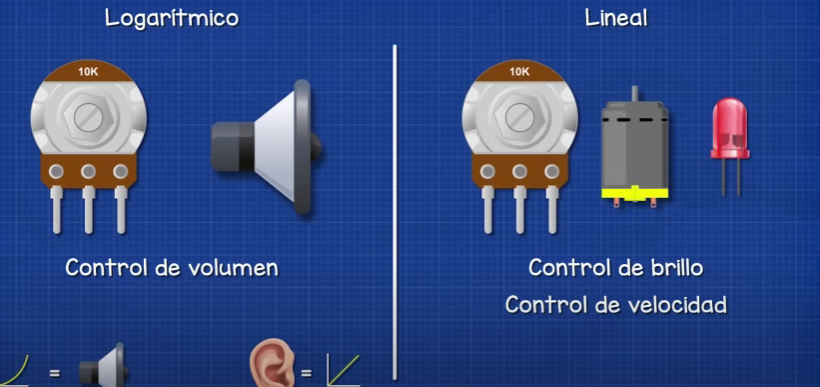 Logarítmico
10K
Control de volumen
=
=
Lineal
10K
Control de brillo
Control de velocidad